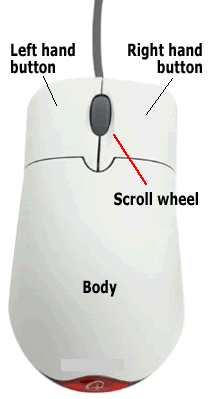 Left hand
button
Right hand
button
Scroll wheel
Body